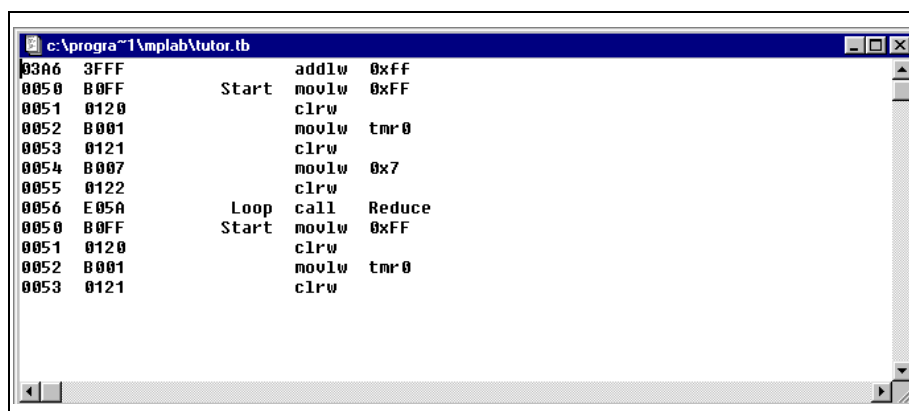 c:\progra~1\mplab\tutor.tb
03A6 3FFF addlw 0xff
0050 B0FF Start movlw 0xFF
0051 0120 clrw
0052 B001 movlw tmr0
0053 0121 clrw
0054 B007 movlw 0x7
0055 0122 clrw
0056 E05A Loop call Reduce
0050 B0FF Start movlw 0xFF
0051 0120 clrw
0052 B001 movlw tmr0
0053 0121 clrw